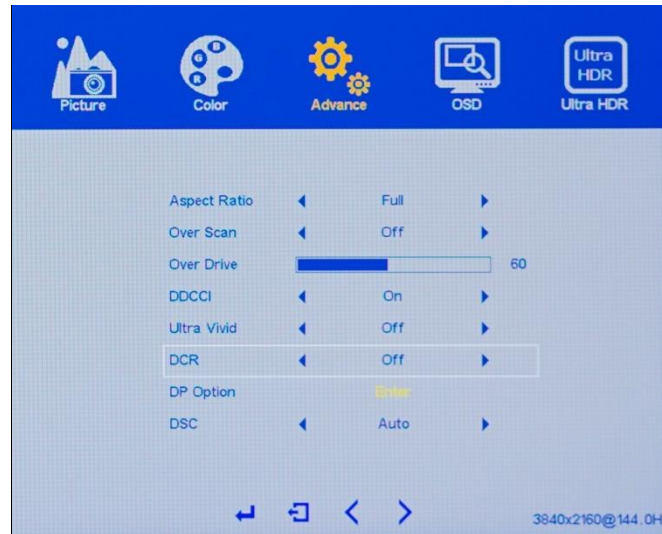 Ultra
HDR
Picture Color Advance OSD Ultra HDR
Aspect Ratio Full
Over Scan Off
Over Drive 60
DDCCI On
Ultra Vivid Off
DCR Off
DP Option Enter
DSC Auto
3840x2160@144.0H